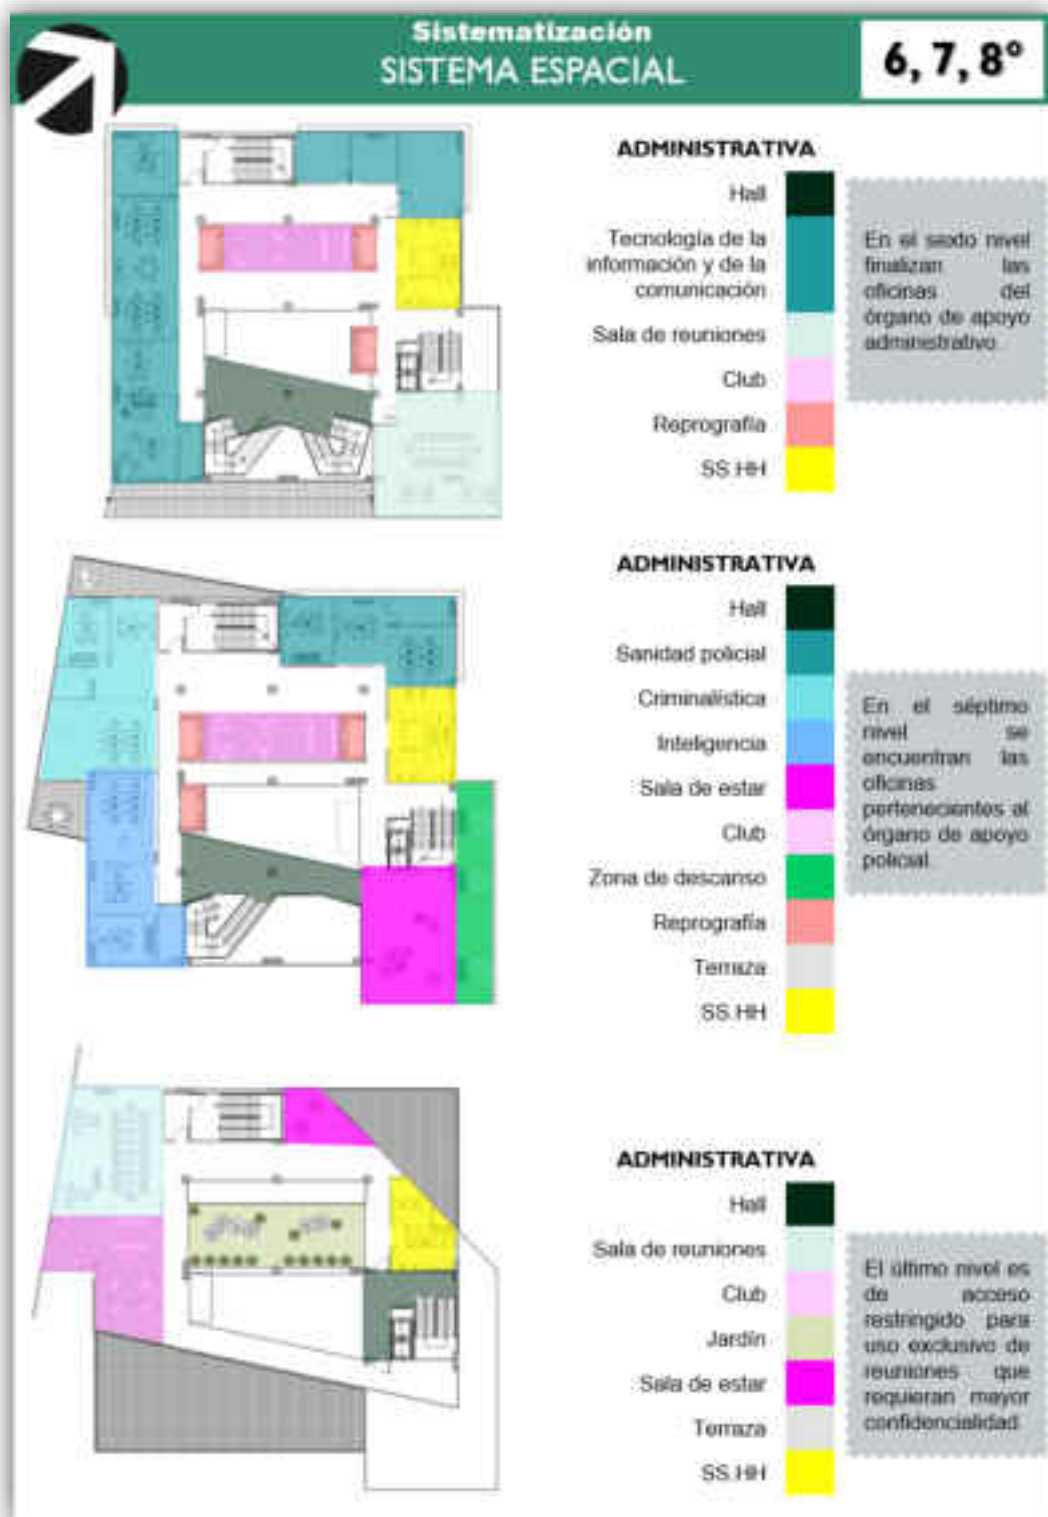 Sistematización
SISTEMA ESPACIAL
6, 7, 8°
ADMINISTRATIVA
Hall
Tecnología de la
información y de la
comunicación
Sala de reuniones
Club
Reprografía
SS.HH
En el sexto nivel
finalizan las
oficinas del
órgano de apoyo
administrativo.
ADMINISTRATIVA
Hall
Sanidad policial
Criminalística
Inteligencia
Sala de estar
Club
Zona de descanso
Reprografía
Terraza
SS.HH
En el séptimo
nivel se
encuentran las
oficinas
pertenecientes al
órgano de apoyo
policial.
ADMINISTRATIVA
Hall
Sala de reuniones
Club
Jardín
Sala de estar
Terraza
SS.HH
El último nivel es
de acceso
restringido para
uso exclusivo de
reuniones que
requieran mayor
confidencialidad.